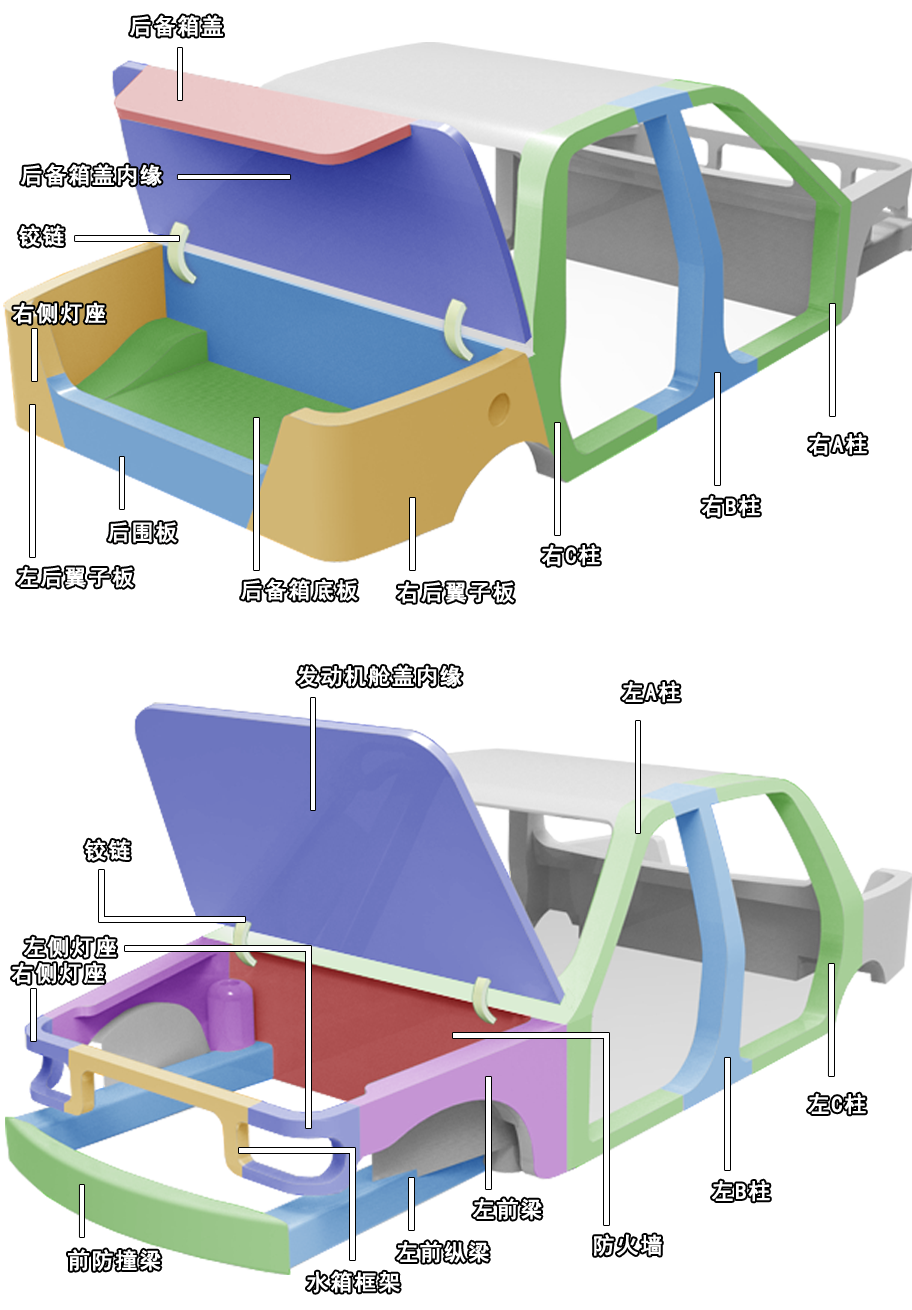 后备箱盖
后备箱盖内缘
铰链
右侧灯座
右A柱
右B柱
后围板
右C柱
左后翼子板
后备箱底板
右后翼子板
发动机舱盖内缘
左A柱
铰链
左侧灯座
右侧灯座
左C柱
左B柱
左前梁
防火墙
左前纵梁
前防撞梁
水箱框架